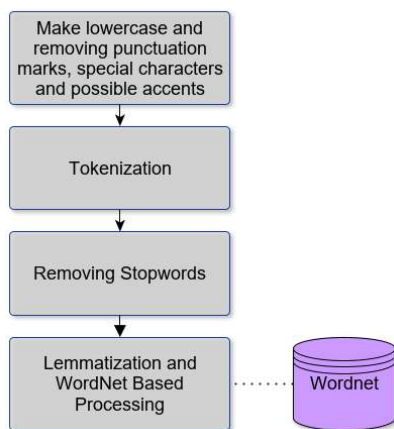 Make lowercase and
removing punctuation
marks, special characters
and possible accents
Tokenization
Removing Stopwords
Lemmatization and
WordNet Based
Processing
Wordnet